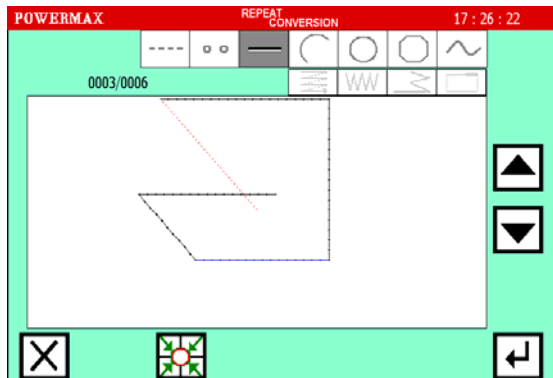 POWERMAX
REPEAT
CONVERSION
17 : 26 : 22
0003/0006